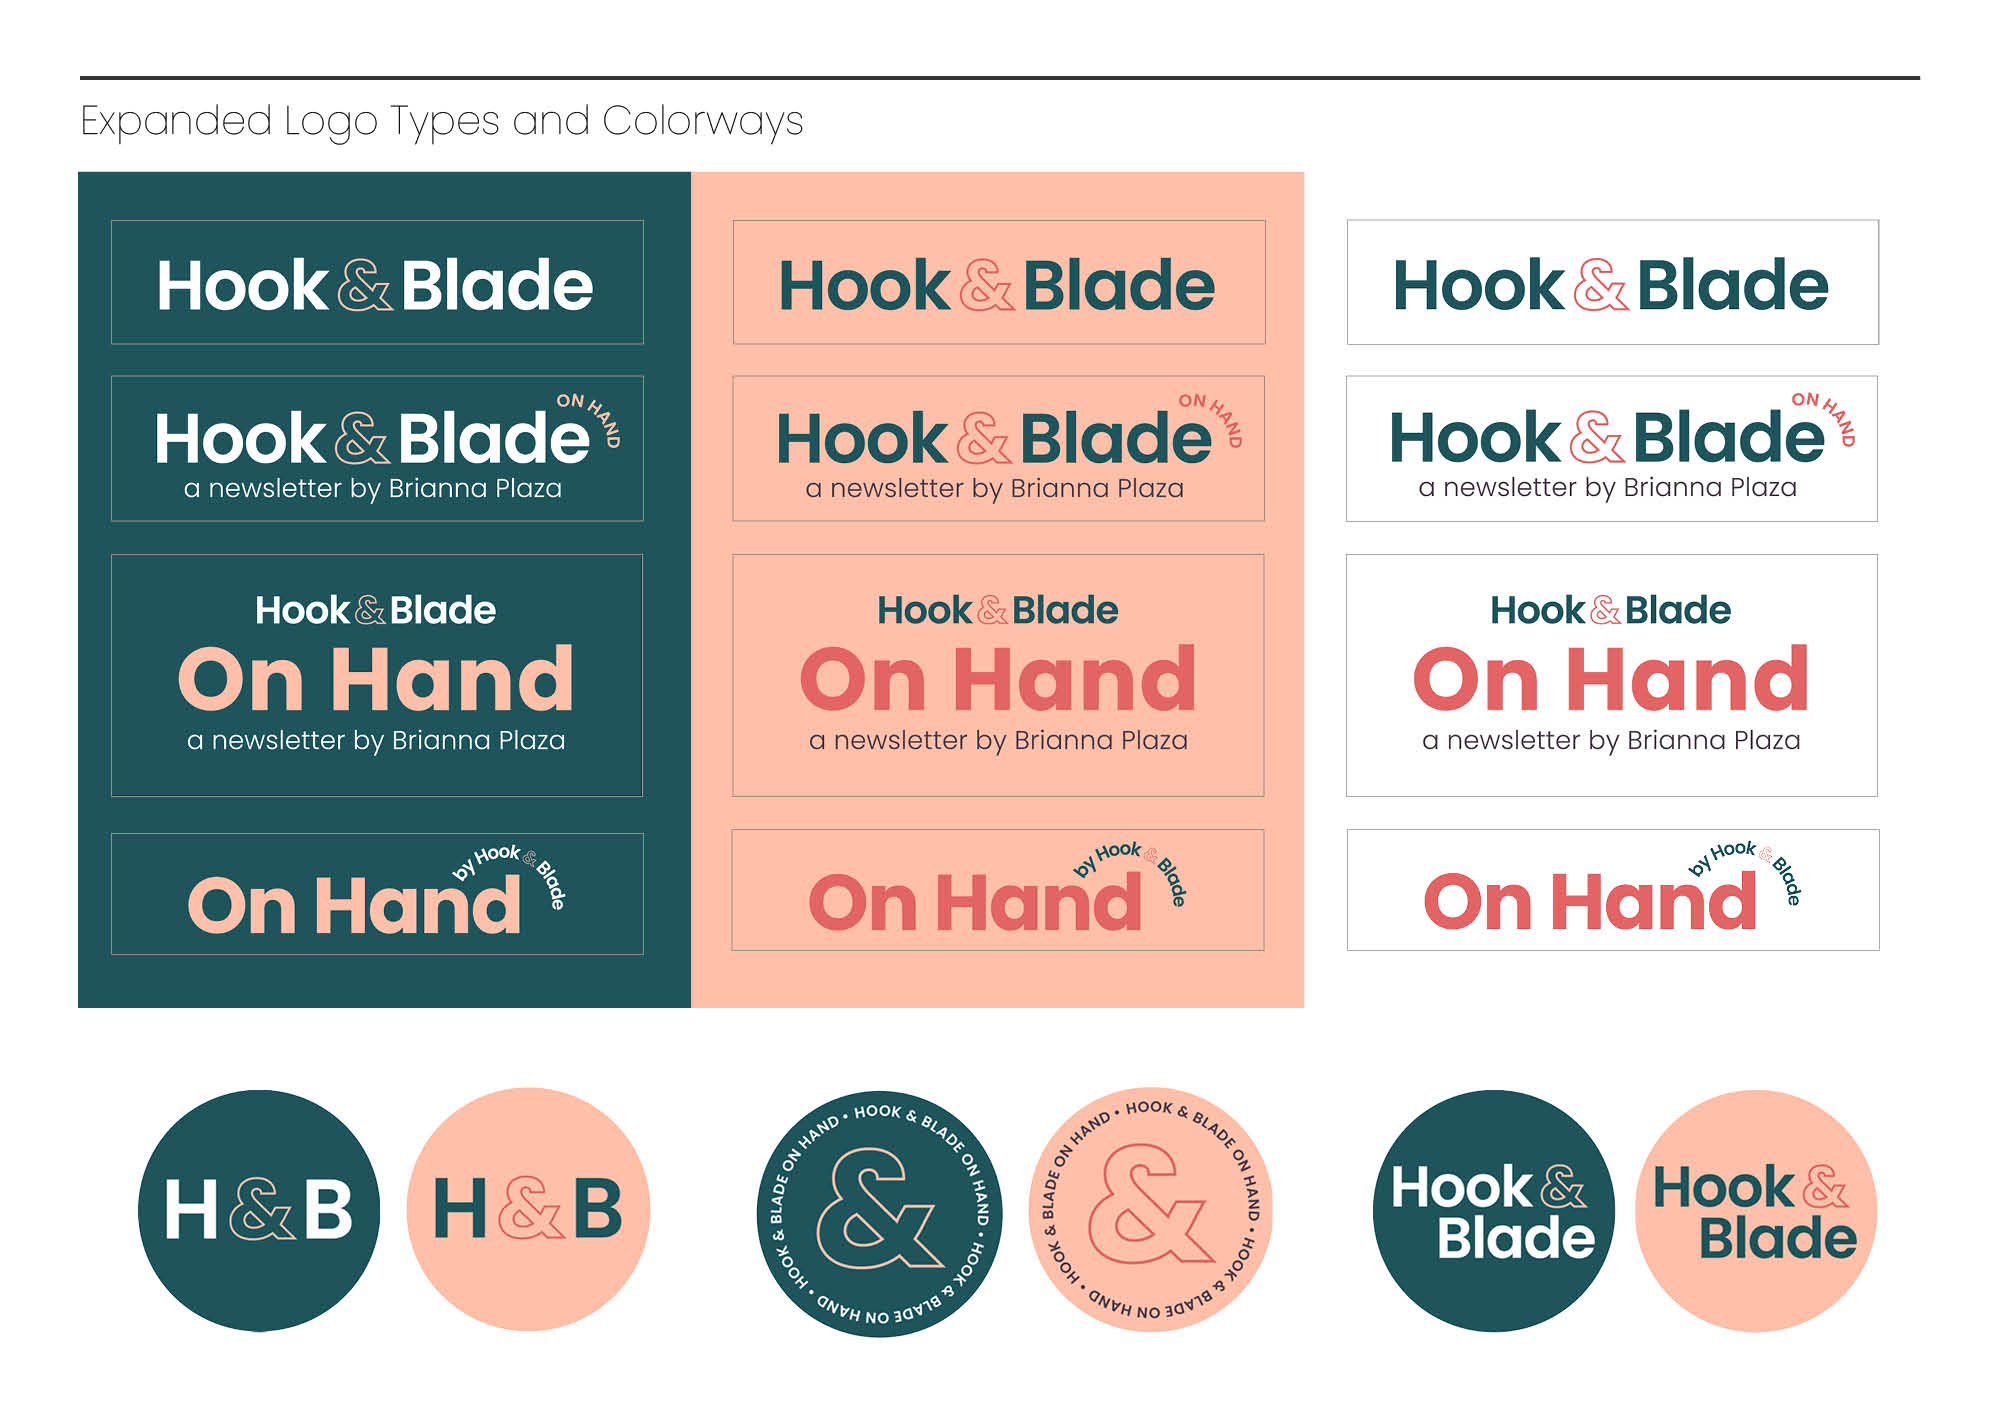 Expanded Logo Types and Colorways
Hook & Blade
Hook & Blade ON HAND
a newsletter by Brianna Plaza
Hook & Blade
On Hand
a newsletter by Brianna Plaza
On Hand by Hook & Blade
Hook & Blade
Hook & Blade ON HAND
a newsletter by Brianna Plaza
Hook & Blade
On Hand
a newsletter by Brianna Plaza
On Hand by Hook & Blade
Hook & Blade
Hook & Blade ON HAND
a newsletter by Brianna Plaza
Hook & Blade
On Hand
a newsletter by Brianna Plaza
On Hand by Hook & Blade
H & B
H & B
HOOK & BLADE ON HAND • HOOK & BLADE ON HAND • HOOK & BLADE ON HAND •
&
HOOK & BLADE ON HAND • HOOK & BLADE ON HAND • HOOK & BLADE ON HAND •
&
Hook &
Blade
Hook &
Blade